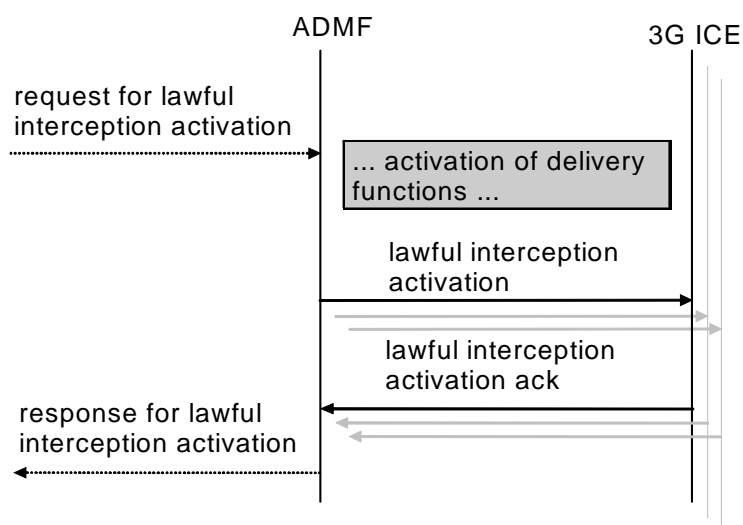 ADMF
3G ICE
request for lawful
interception activation
... activation of delivery
functions ...
lawful interception
activation
lawful interception
activation ack
response for lawful
interception activation